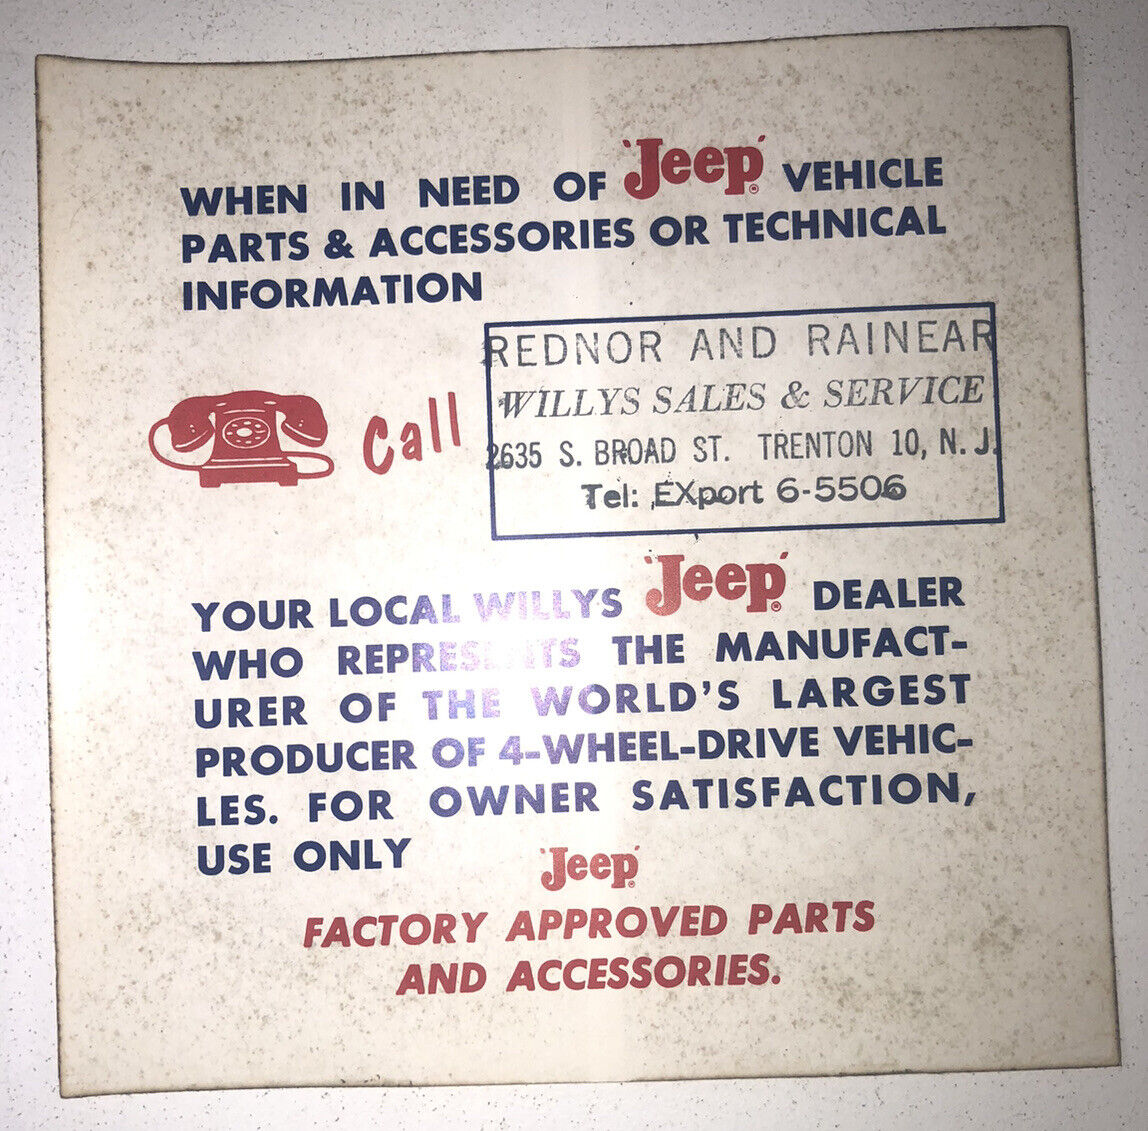 WHEN IN NEED OF 'Jeep'® VEHICLE
PARTS & ACCESSORIES OR TECHNICAL
INFORMATION
Call
REDNOR AND RAINEAR
WILLYS SALES & SERVICE
2635 S. BROAD ST. TRENTON 10, N. J.
Tel: EXport 6-5506
YOUR LOCAL WILLYS 'Jeep'® DEALER
WHO REPRESENTS THE MANUFACT-
URER OF THE WORLD'S LARGEST
PRODUCER OF 4-WHEEL-DRIVE VEHIC-
LES. FOR OWNER SATISFACTION,
USE ONLY
'Jeep'®
FACTORY APPROVED PARTS
AND ACCESSORIES.